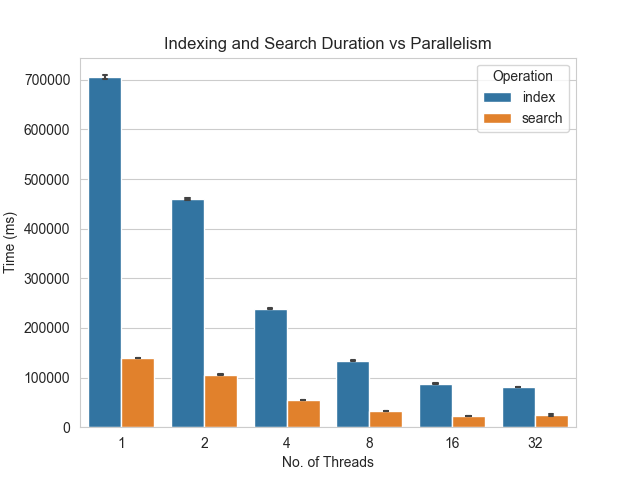 Indexing and Search Duration vs Parallelism
Operation
index
search
Time (ms)
700000
600000
500000
400000
300000
200000
100000
0
1 2 4 8 16 32
No. of Threads